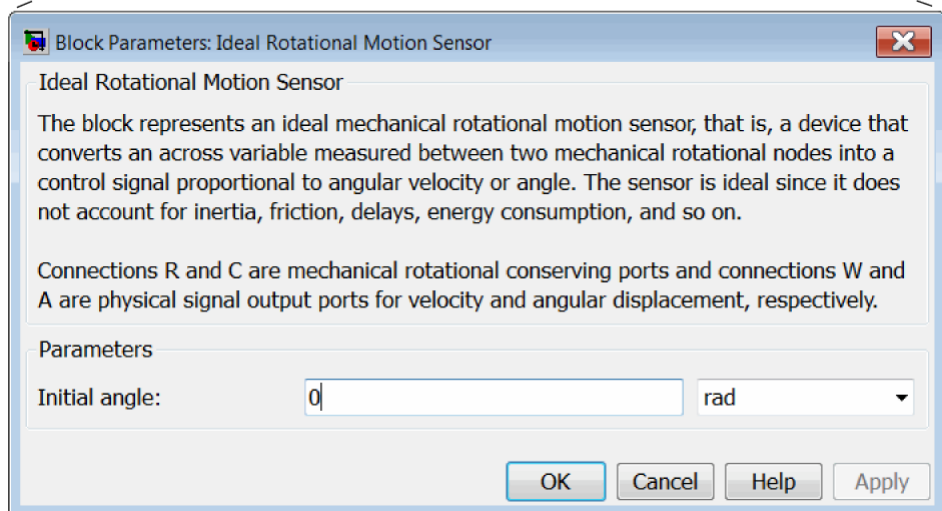 Block Parameters: Ideal Rotational Motion Sensor
Ideal Rotational Motion Sensor
The block represents an ideal mechanical rotational motion sensor, that is, a device that
converts an across variable measured between two mechanical rotational nodes into a
control signal proportional to angular velocity or angle. The sensor is ideal since it does
not account for inertia, friction, delays, energy consumption, and so on.
Connections R and C are mechanical rotational conserving ports and connections W and
A are physical signal output ports for velocity and angular displacement, respectively.
Parameters
Initial angle: 0 rad
OK Cancel Help Apply